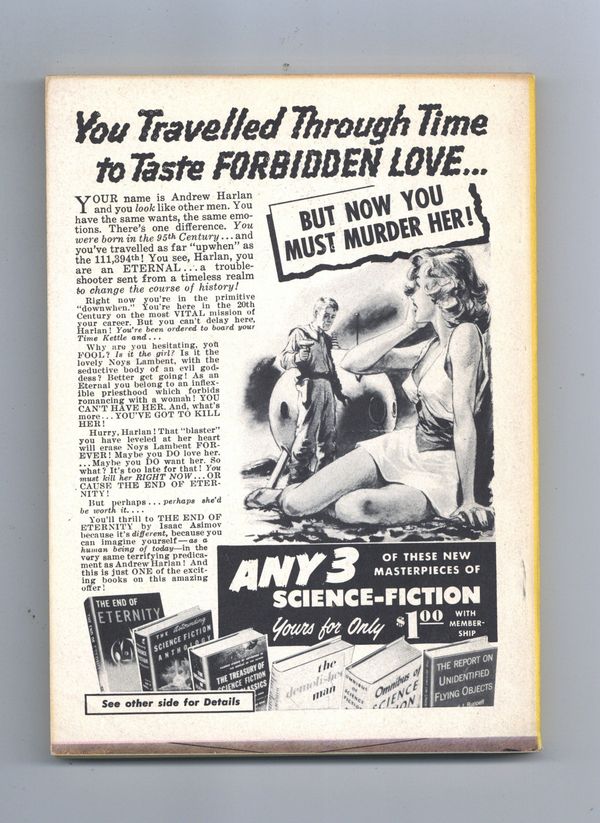 You Travelled Through Time
to Taste FORBIDDEN LOVE...
BUT NOW YOU
MUST MURDER HER!
YOUR name is Andrew Harlan
and you look like other men. You
have the same wants, the same emo-
tions. There's one difference. You
were born in the 95th Century...and
you've travelled as far "upwhen" as
the 111,394th! You see, Harlan, you
are an ETERNAL...a trouble-
shooter sent from a timeless realm
to change the course of history!
Right now you're in the primitive
"downwhen." You're here in the 20th
Century on the most VITAL mission of
your career. But you can't delay here,
Harlan! You're been ordered to board your
Time Kettle and...
Why are you hesitating, you
FOOL? Is it the girl? Is it the
lovely Noys Lambent, with the
seductive body of an evil god-
dess? Better get going! As an
Eternal you belong to an inflex-
ible priesthood which forbids
romancing with a woman! YOU
CAN'T HAVE HER. And, what's
more...YOU'VE GOT TO KILL
HER!
Hurry, Harlan! That "blaster"
you have leveled at her heart
will erase Noys Lambent FOR-
EVER! Maybe you DO love her.
...Maybe you DO want her. So
what? It's too late for that! You
must kill her RIGHT NOW...OR
CAUSE THE END OF ETER-
NITY!
But perhaps...perhaps she'd
be worth it....
You'll thrill to THE END OF
ETERNITY by Isaac Asimov
because it's different, because you
can imagine yourself—as a
human being of today—in the
very same terrifying predica-
ment as Andrew Harlan! And
this is just ONE of the excit-
ing books on this amazing
offer!
ANY 3
OF THESE NEW
MASTERPIECES OF
SCIENCE-FICTION
Yours for Only $1.00
WITH
MEMBER-
SHIP
THE END OF
ETERNITY
THE Astounding
SCIENCE FICTION
ANTHOLOGY
THE TREASURY OF
SCIENCE FICTION
CLASSICS
the
demolished
man
Omnibus of
SCIENCE
THE REPORT ON
UNIDENTIFIED
FLYING OBJECTS
See other side for Details